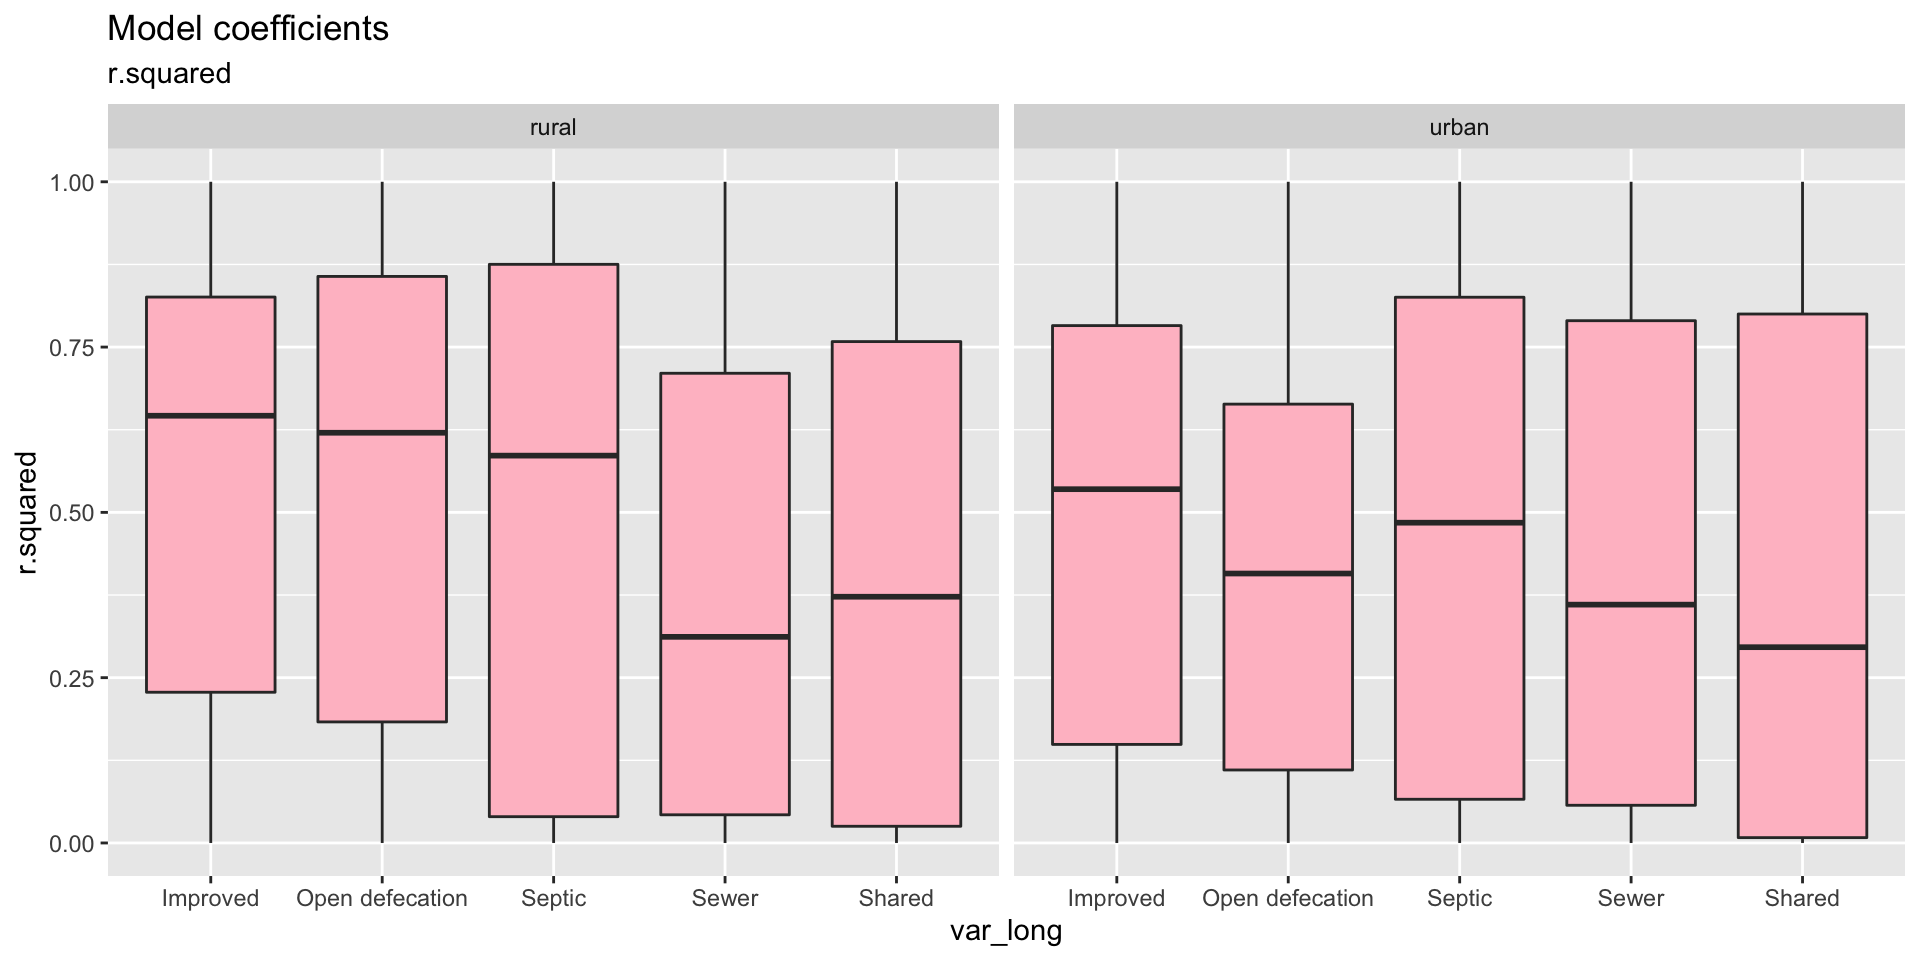 Model coefficients
r.squared
rural
urban
r.squared
1.00
0.75
0.50
0.25
0.00
Improved Open defecation Septic Sewer Shared
Improved Open defecation Septic Sewer Shared
var_long